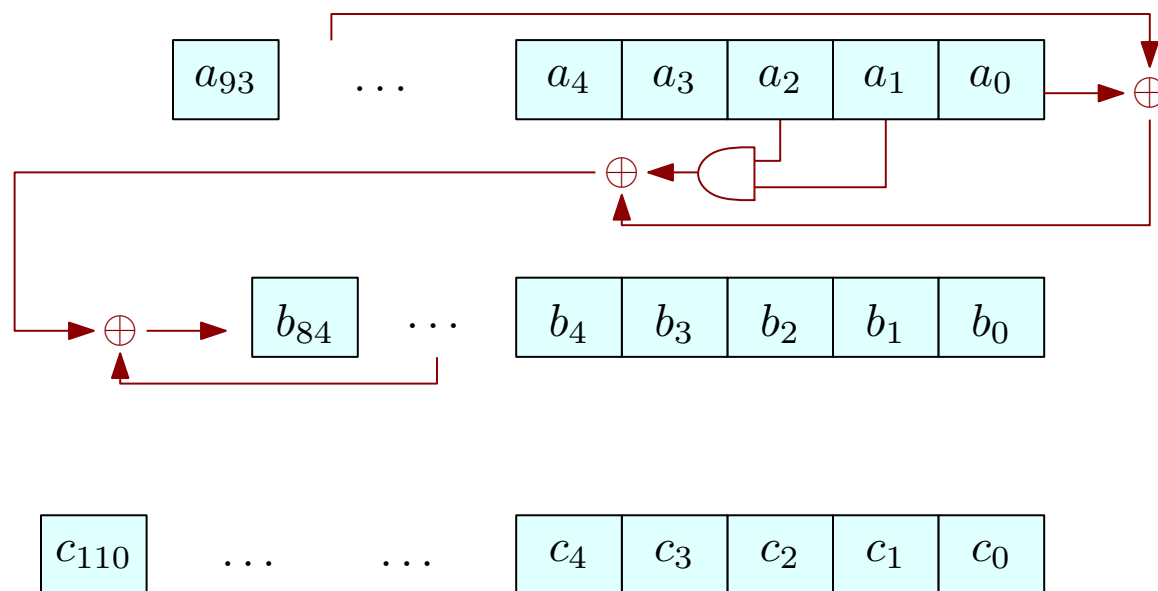 a₉₃ … a₄ a₃ a₂ a₁ a₀
b₈₄ … b₄ b₃ b₂ b₁ b₀
c₁₁₀ … … c₄ c₃ c₂ c₁ c₀